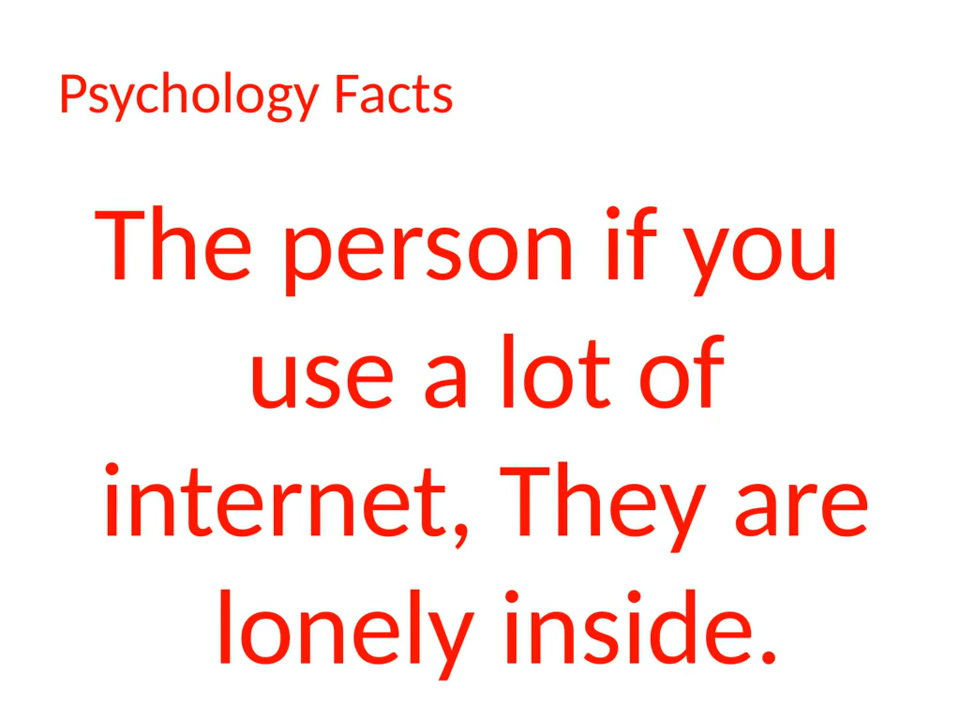 Psychology Facts
The person if you
use a lot of
internet, They are
lonely inside.